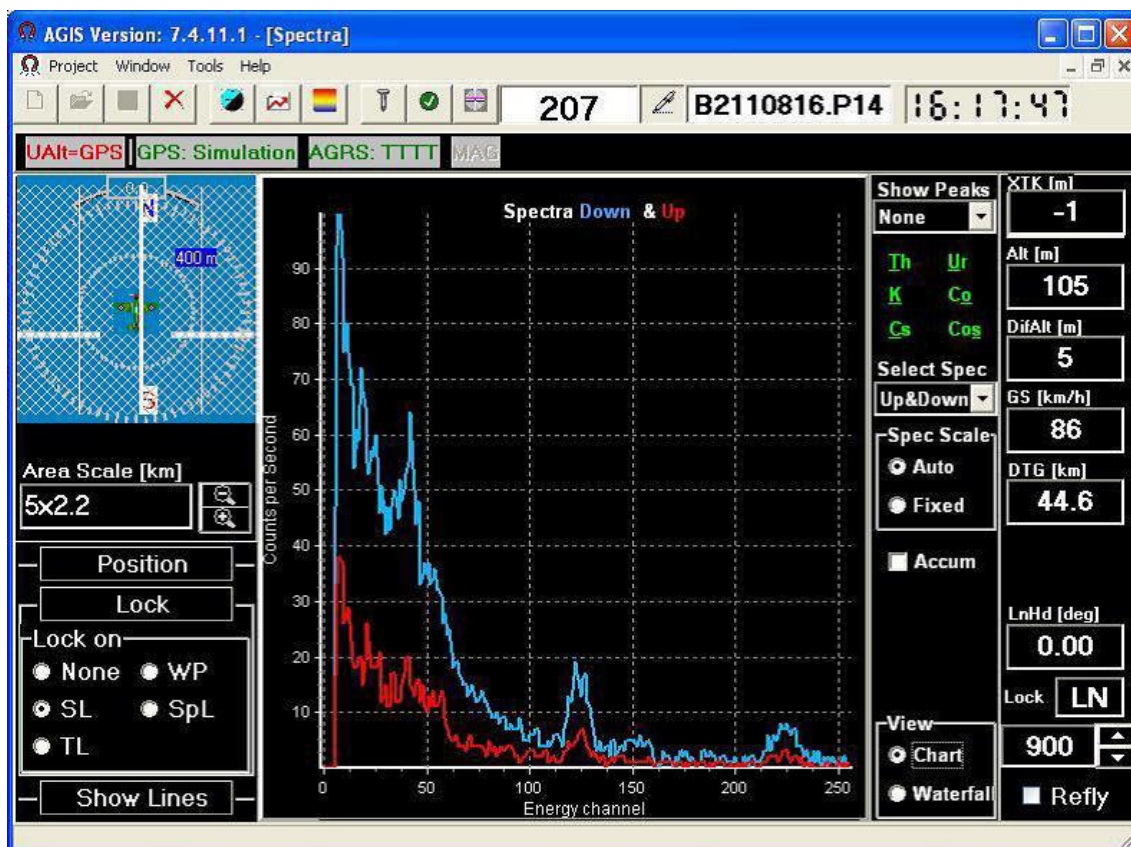 AGIS Version: 7.4.11.1 - [Spectra]
Project Window Tools Help
207 B2110816.P14 16:17:47
UAlt=GPS GPS: Simulation AGRS: TTTT MAG
0.0
N
400 m
S
Area Scale [km]
5x2.2
Position
Lock
Lock on
None WP
SL SpL
TL
Show Lines
Spectra Down & Up
Counts per Second
90
80
70
60
50
40
30
20
10
0 50 100 150 200 250
Energy channel
Show Peaks
None
Th Ur
K Co
Cs Cos
Select Spec
Up&Down
Spec Scale
Auto
Fixed
Accum
View
Chart
Waterfall
XTK [m]
-1
Alt [m]
105
DifAlt [m]
5
GS [km/h]
86
DTG [km]
44.6
LnHd [deg]
0.00
Lock LN
900
Refly